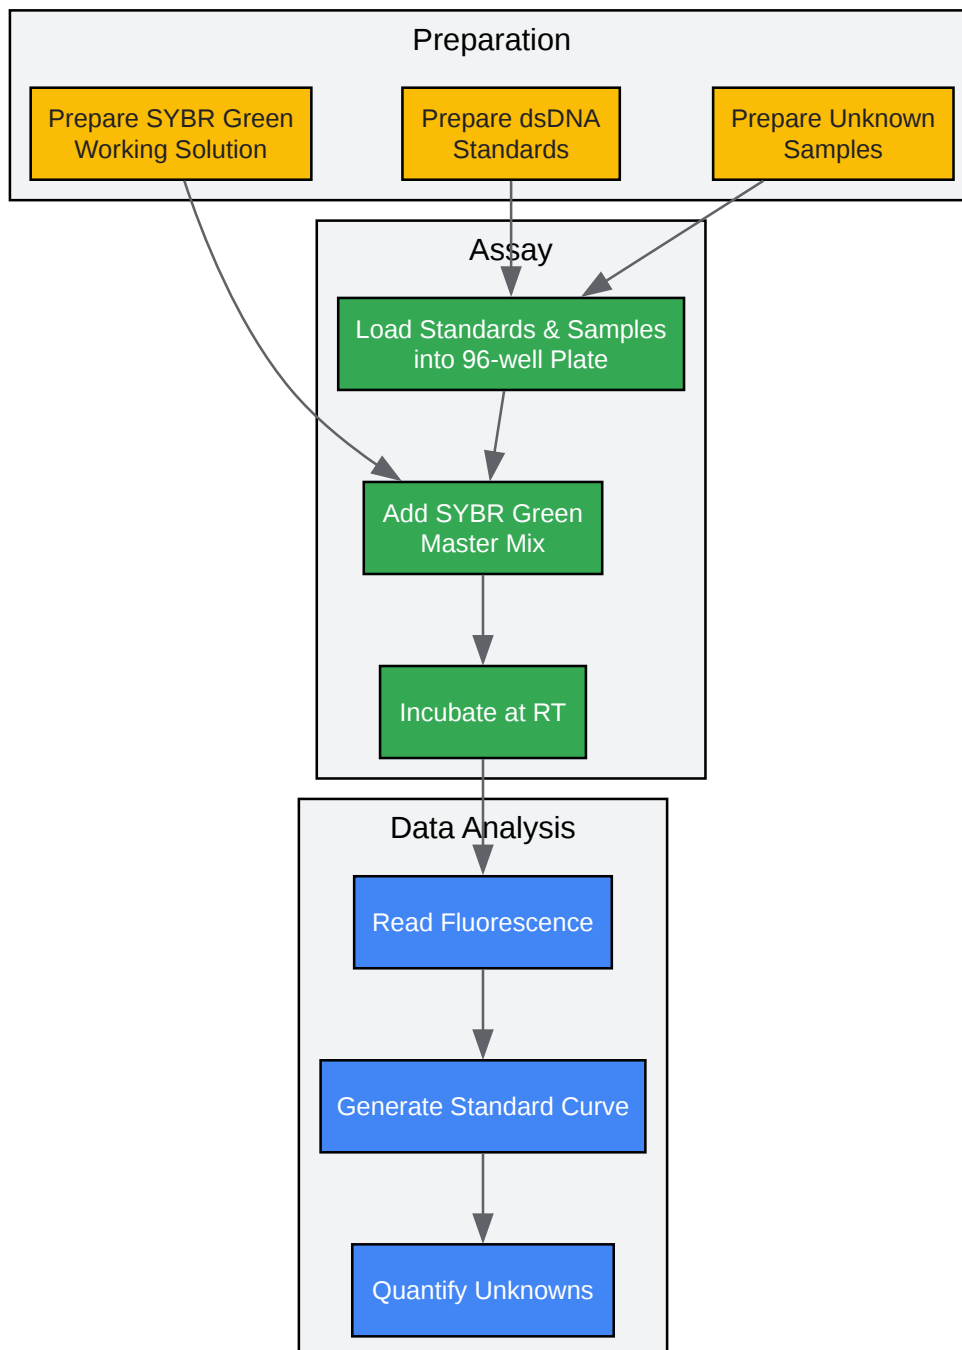 Preparation
Prepare SYBR Green
Working Solution
Prepare dsDNA
Standards
Prepare Unknown
Samples
Assay
Load Standards & Samples
into 96-well Plate
Add SYBR Green
Master Mix
Incubate at RT
Data Analysis
Read Fluorescence
Generate Standard Curve
Quantify Unknowns